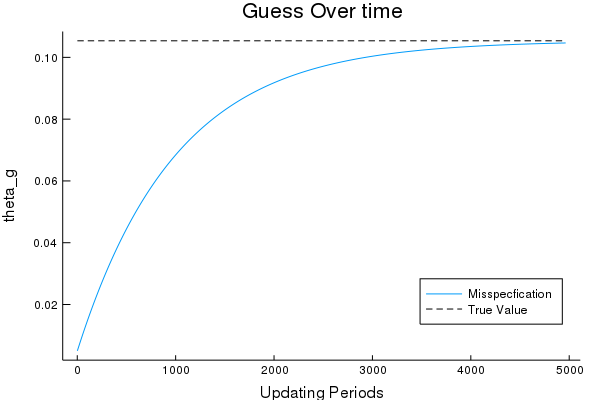 Guess Over time
theta_g
0.10
0.08
0.06
0.04
0.02
0
1000
2000
3000
4000
5000
Updating Periods
Misspecfication
True Value